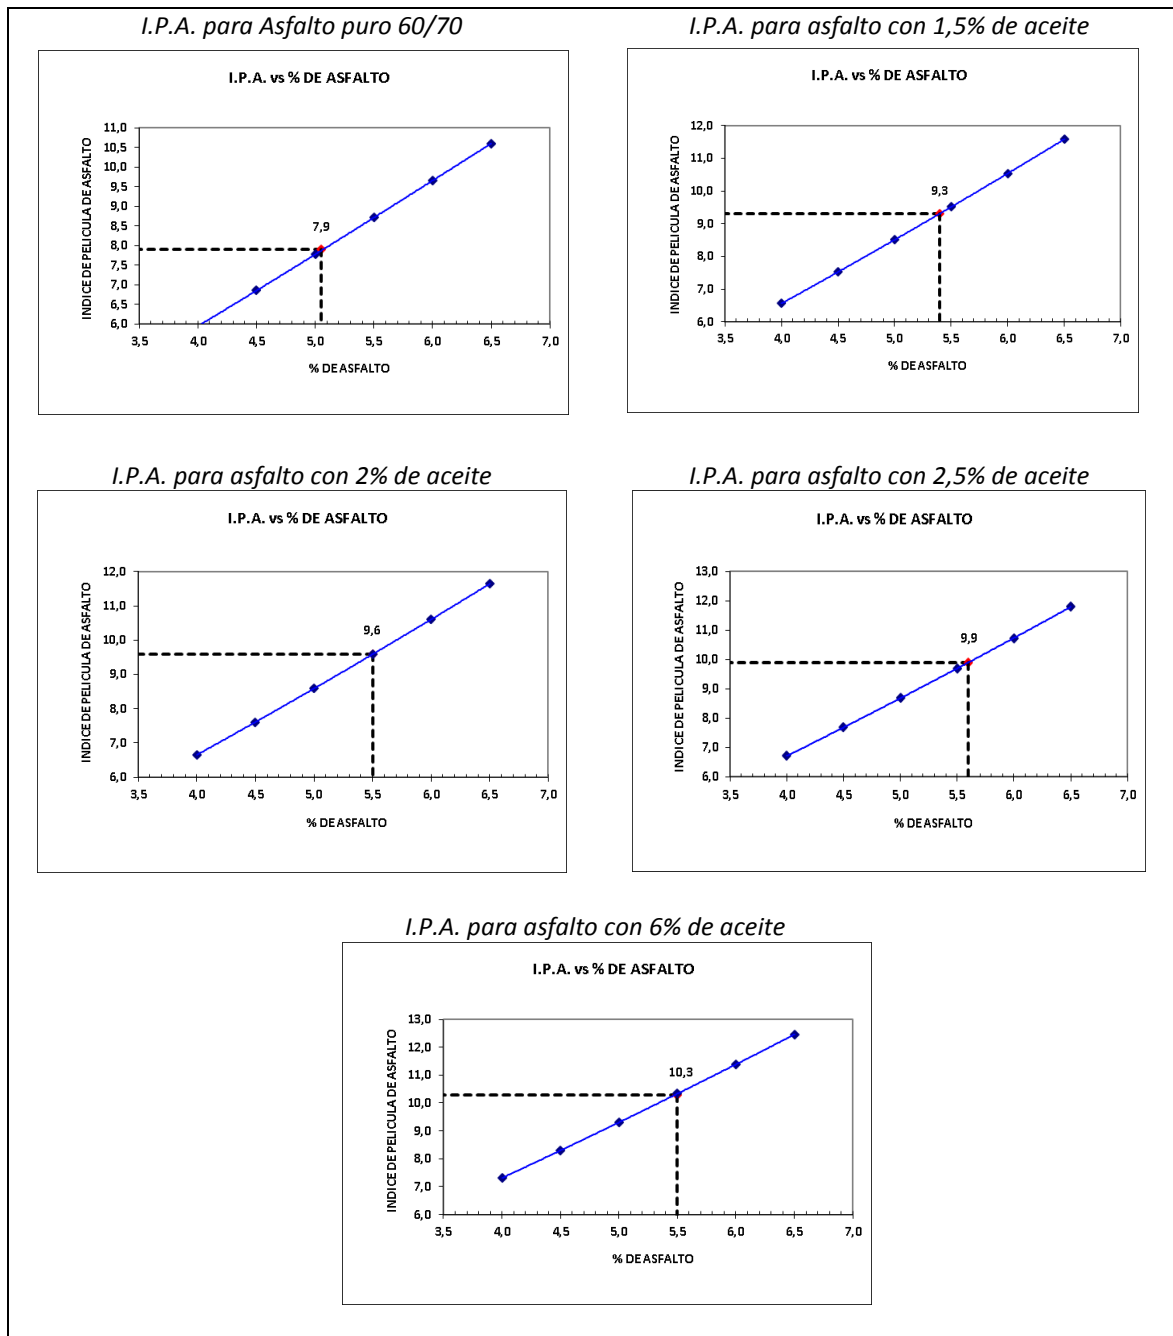 I.P.A. para Asfalto puro 60/70
I.P.A. vs % DE ASFALTO
INDICE DE PELICULA DE ASFALTO
11,0
10,5
10,0
9,5
9,0
8,5
8,0
7,5
7,0
6,5
6,0
7,9
3,5 4,0 4,5 5,0 5,5 6,0 6,5 7,0
% DE ASFALTO
I.P.A. para asfalto con 1,5% de aceite
I.P.A. vs % DE ASFALTO
INDICE DE PELICULA DE ASFALTO
12,0
11,0
10,0
9,0
8,0
7,0
6,0
9,3
3,5 4,0 4,5 5,0 5,5 6,0 6,5 7,0
% DE ASFALTO
I.P.A. para asfalto con 2% de aceite
I.P.A. vs % DE ASFALTO
INDICE DE PELICULA DE ASFALTO
12,0
11,0
10,0
9,0
8,0
7,0
6,0
9,6
3,5 4,0 4,5 5,0 5,5 6,0 6,5 7,0
% DE ASFALTO
I.P.A. para asfalto con 2,5% de aceite
I.P.A. vs % DE ASFALTO
INDICE DE PELICULA DE ASFALTO
13,0
12,0
11,0
10,0
9,0
8,0
7,0
6,0
9,9
3,5 4,0 4,5 5,0 5,5 6,0 6,5 7,0
% DE ASFALTO
I.P.A. para asfalto con 6% de aceite
I.P.A. vs % DE ASFALTO
INDICE DE PELICULA DE ASFALTO
13,0
12,0
11,0
10,0
9,0
8,0
7,0
6,0
10,3
3,5 4,0 4,5 5,0 5,5 6,0 6,5 7,0
% DE ASFALTO